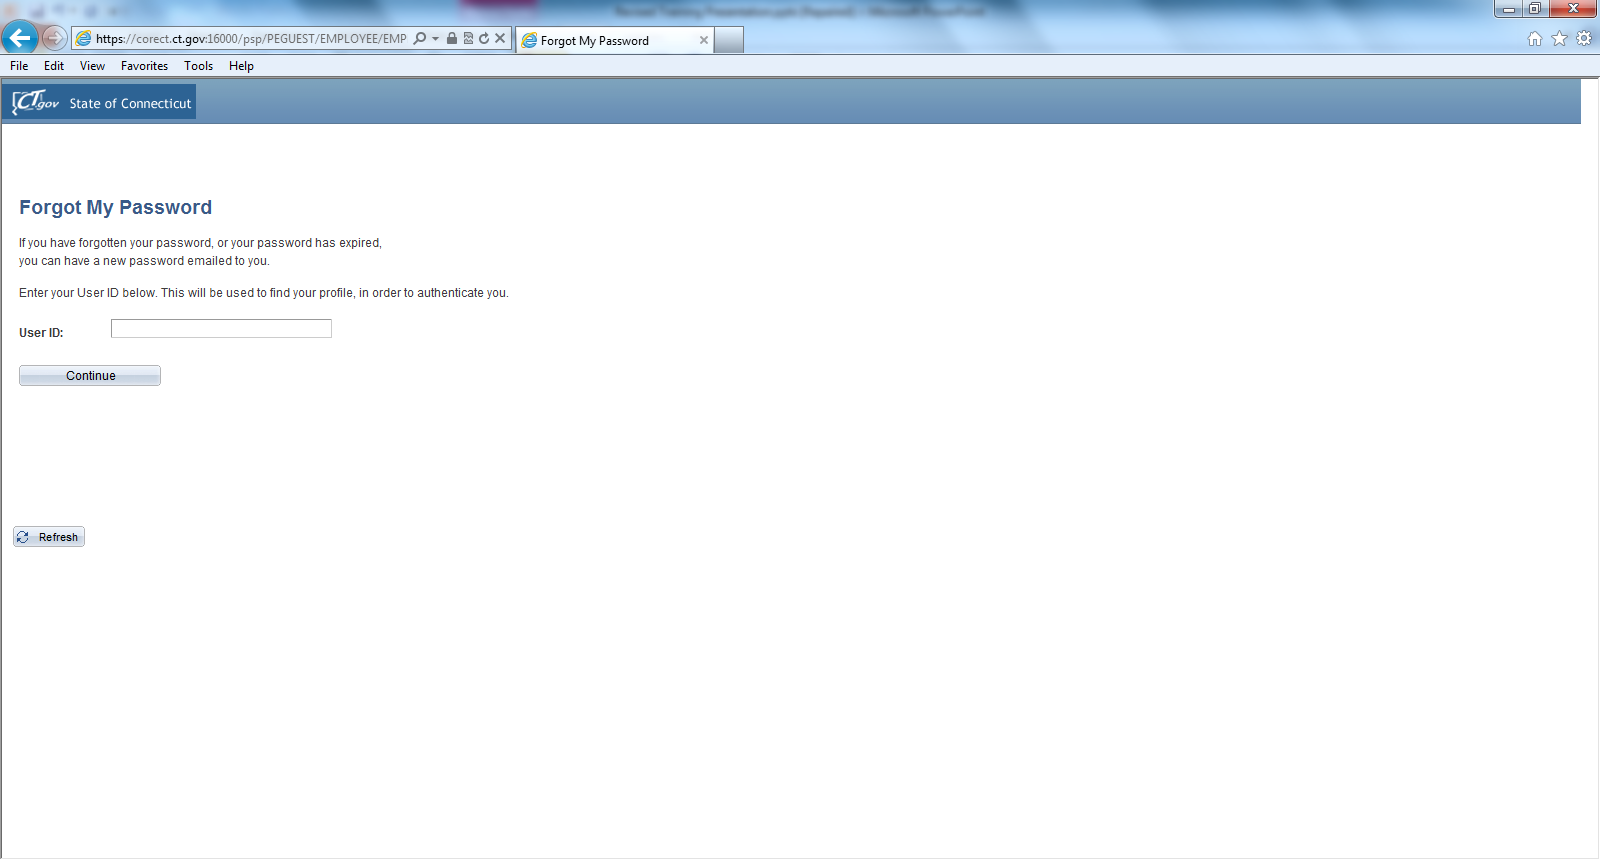 https://corect.ct.gov:16000/psp/PEGUEST/EMPLOYEE/EMP
Forgot My Password
File Edit View Favorites Tools Help
CT.gov State of Connecticut
Forgot My Password
If you have forgotten your password, or your password has expired,
you can have a new password emailed to you.
Enter your User ID below. This will be used to find your profile, in order to authenticate you.
User ID:
Continue
Refresh